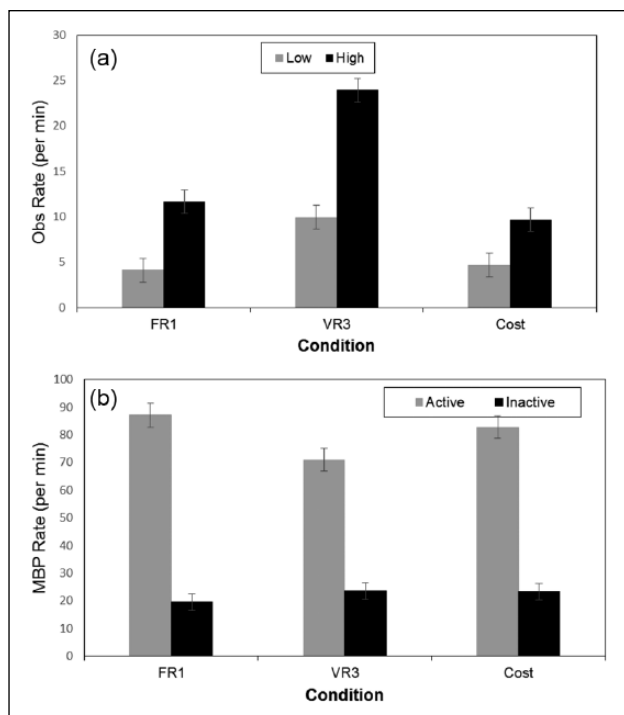 (a)
Low High
30
25
20
15
10
5
0
Obs Rate (per min)
FR1 VR3 Cost
Condition
(b)
Active Inactive
100
90
80
70
60
50
40
30
20
10
0
MBP Rate (per min)
FR1 VR3 Cost
Condition